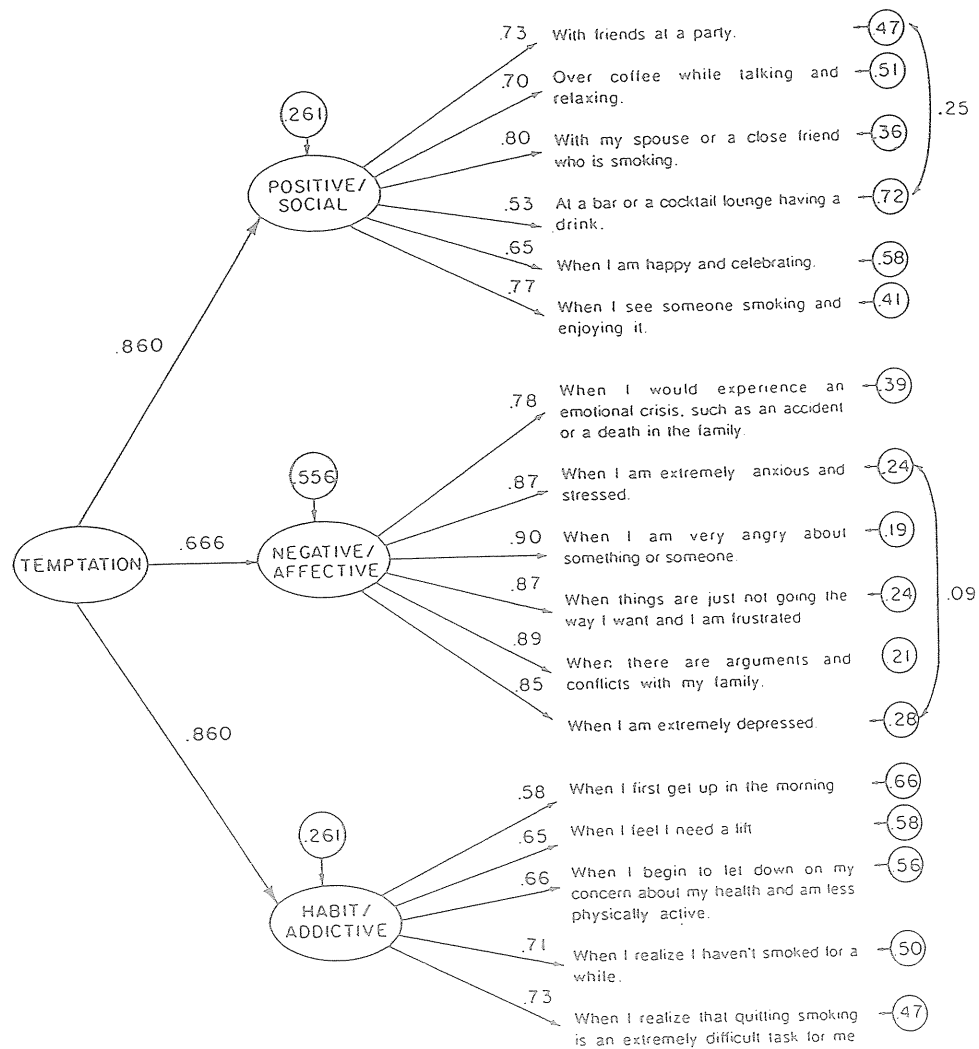 .73 With friends at a party. .47
.70 Over coffee while talking and .51
relaxing.
.25
.261
.80 With my spouse or a close friend .36
who is smoking.
POSITIVE/
SOCIAL
.53 At a bar or a cocktail lounge having a .72
drink.
.65 When I am happy and celebrating. .58
.77 When I see someone smoking and .41
enjoying it.
.860
.78 When I would experience an .39
emotional crisis, such as an accident
or a death in the family.
.556
.87 When I am extremely anxious and .24
stressed.
TEMPTATION
.666
NEGATIVE/
AFFECTIVE
.90 When I am very angry about .19
something or someone.
.87 When things are just not going the .24
way I want and I am frustrated
.09
.89 When there are arguments and .21
conflicts with my family.
.85 When I am extremely depressed. .28
.860
.58 When I first get up in the morning .66
.261
.65 When I feel I need a lift .58
.66 When I begin to let down on my .56
concern about my health and am less
physically active.
HABIT/
ADDICTIVE
.71 When I realize I haven't smoked for a .50
while.
.73 When I realize that quitting smoking .47
is an extremely difficult task for me